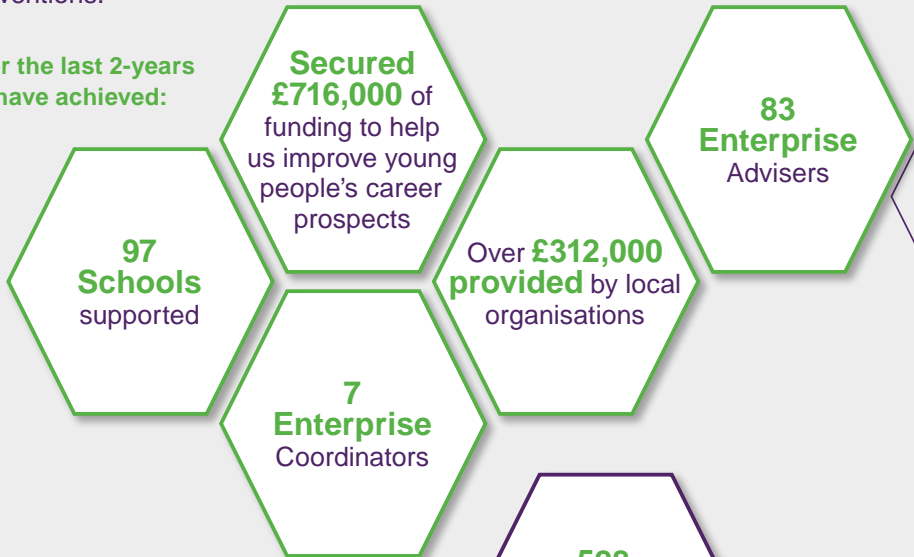 r the last 2-years
have achieved:
Secured
£716,000 of
funding to help
us improve young
people's career
prospects
83
Enterprise
Advisers
97
Schools
supported
Over £312,000
provided by local
organisations
7
Enterprise
Coordinators